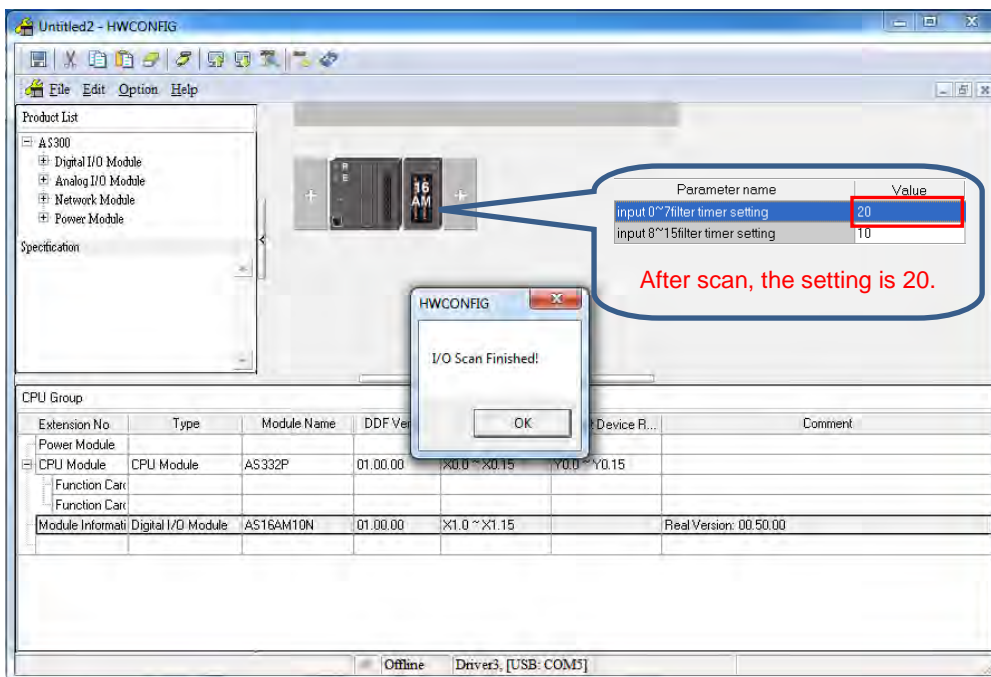 Untitled2 - HWCONFIG
File Edit Option Help
Product List
AS300
Digital I/O Module
Analog I/O Module
Network Module
Power Module
Specification
R
E
16
AM
Parameter name Value
input 0~7filter timer setting 20
input 8~15filter timer setting 10
After scan, the setting is 20.
HWCONFIG
I/O Scan Finished!
OK
CPU Group
Extension No Type Module Name DDF Ver Device R... Comment
Power Module
CPU Module CPU Module AS332P 01.00.00 X0.0 ~ X0.15 Y0.0 ~ Y0.15
Function Card
Function Card
Module Informati Digital I/O Module AS16AM10N 01.00.00 X1.0 ~ X1.15 Real Version: 00.50.00
Offline Driver3, [USB: COM5]